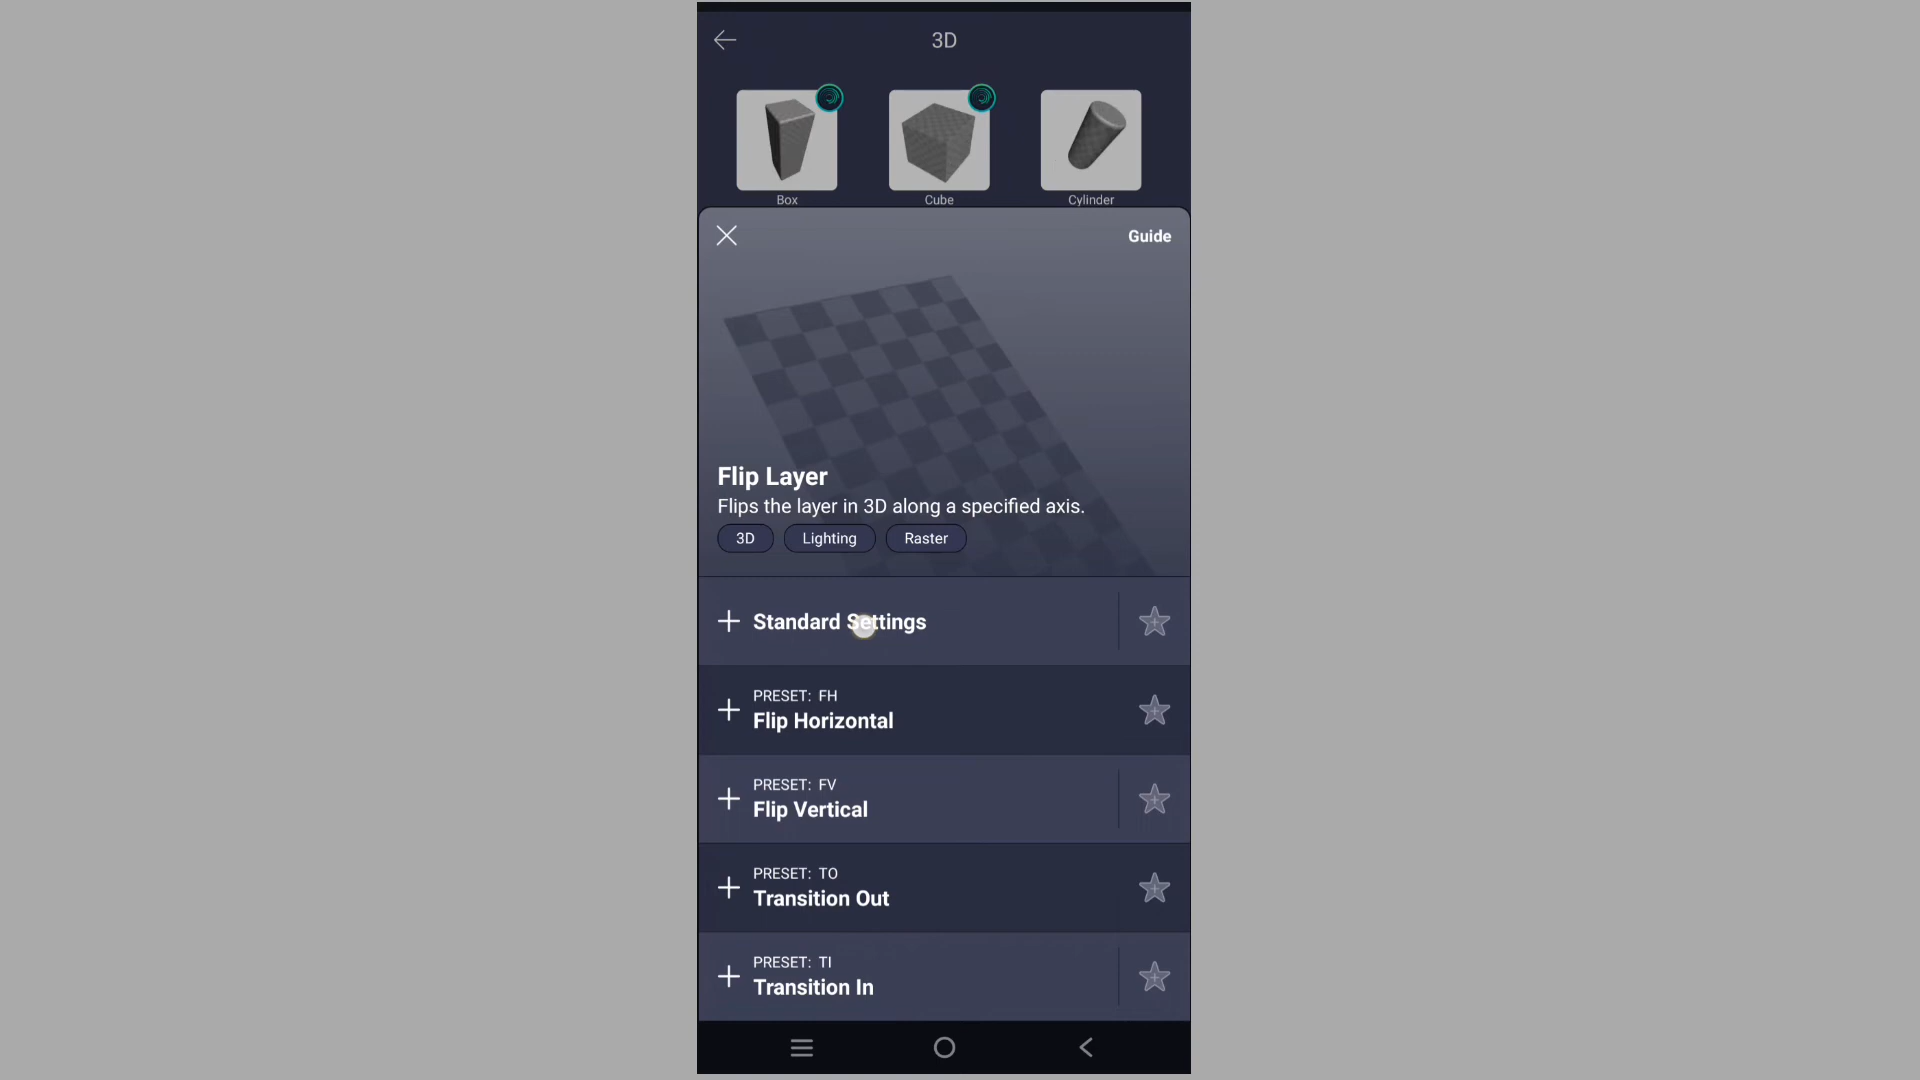 3D
Box
Cube
Cylinder
Guide
Flip Layer
Flips the layer in 3D along a specified axis.
3D
Lighting
Raster
Standard Settings
PRESET: FH
Flip Horizontal
PRESET: FV
Flip Vertical
PRESET: TO
Transition Out
PRESET: TI
Transition In